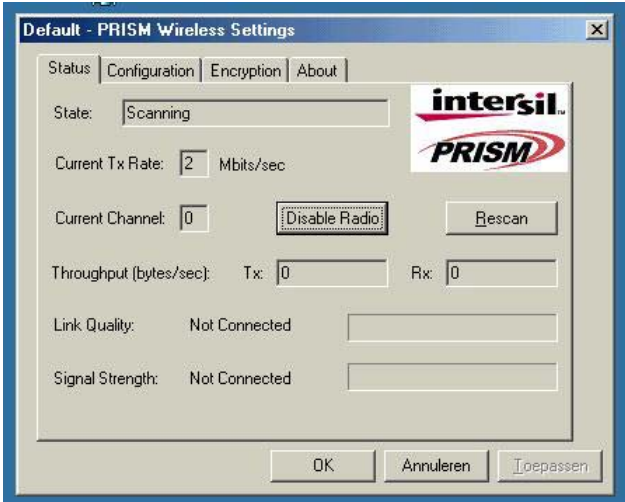 Default - PRISM Wireless Settings
Status Configuration Encryption About
intersil
PRISM
State: Scanning
Current Tx Rate: 2 Mbits/sec
Current Channel: 0 Disable Radio Rescan
Throughput (bytes/sec): Tx: 0 Rx: 0
Link Quality: Not Connected
Signal Strength: Not Connected
OK Annuleren Toepassen